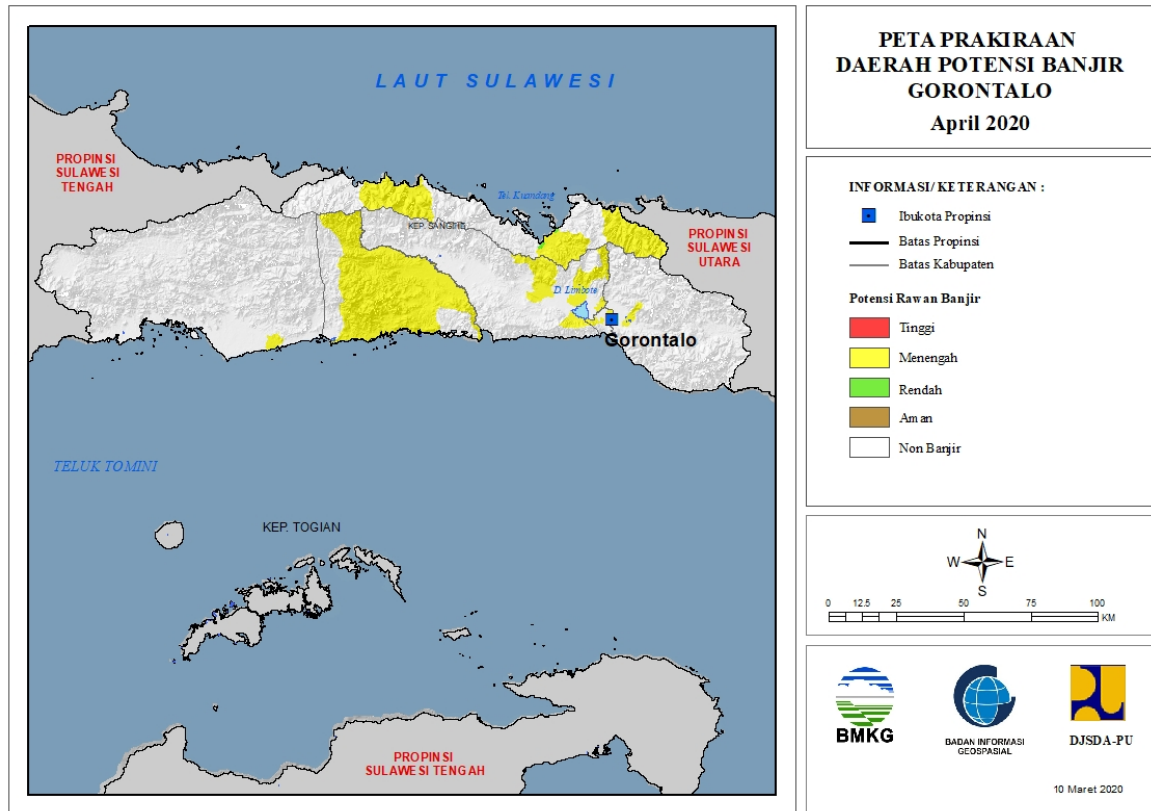 LAUT SULAWESI
PROPINSI
SULAWESI
TENGAH
Tel. Kuandang
KEP. SANGIHE
PROPINSI
SULAWESI
UTARA
D. Limboto
Gorontalo
TELUK TOMINI
KEP. TOGIAN
PROPINSI
SULAWESI TENGAH
PETA PRAKIRAAN
DAERAH POTENSI BANJIR
GORONTALO
April 2020
INFORMASI/ KETERANGAN :
Ibukota Propinsi
Batas Propinsi
Batas Kabupaten
Potensi Rawan Banjir
Tinggi
Menengah
Rendah
Aman
Non Banjir
N
W E
S
0 12.5 25 50 75 100
KM
BMKG
BADAN INFORMASI
GEOSPASIAL
DJSDA-PU
10 Maret 2020